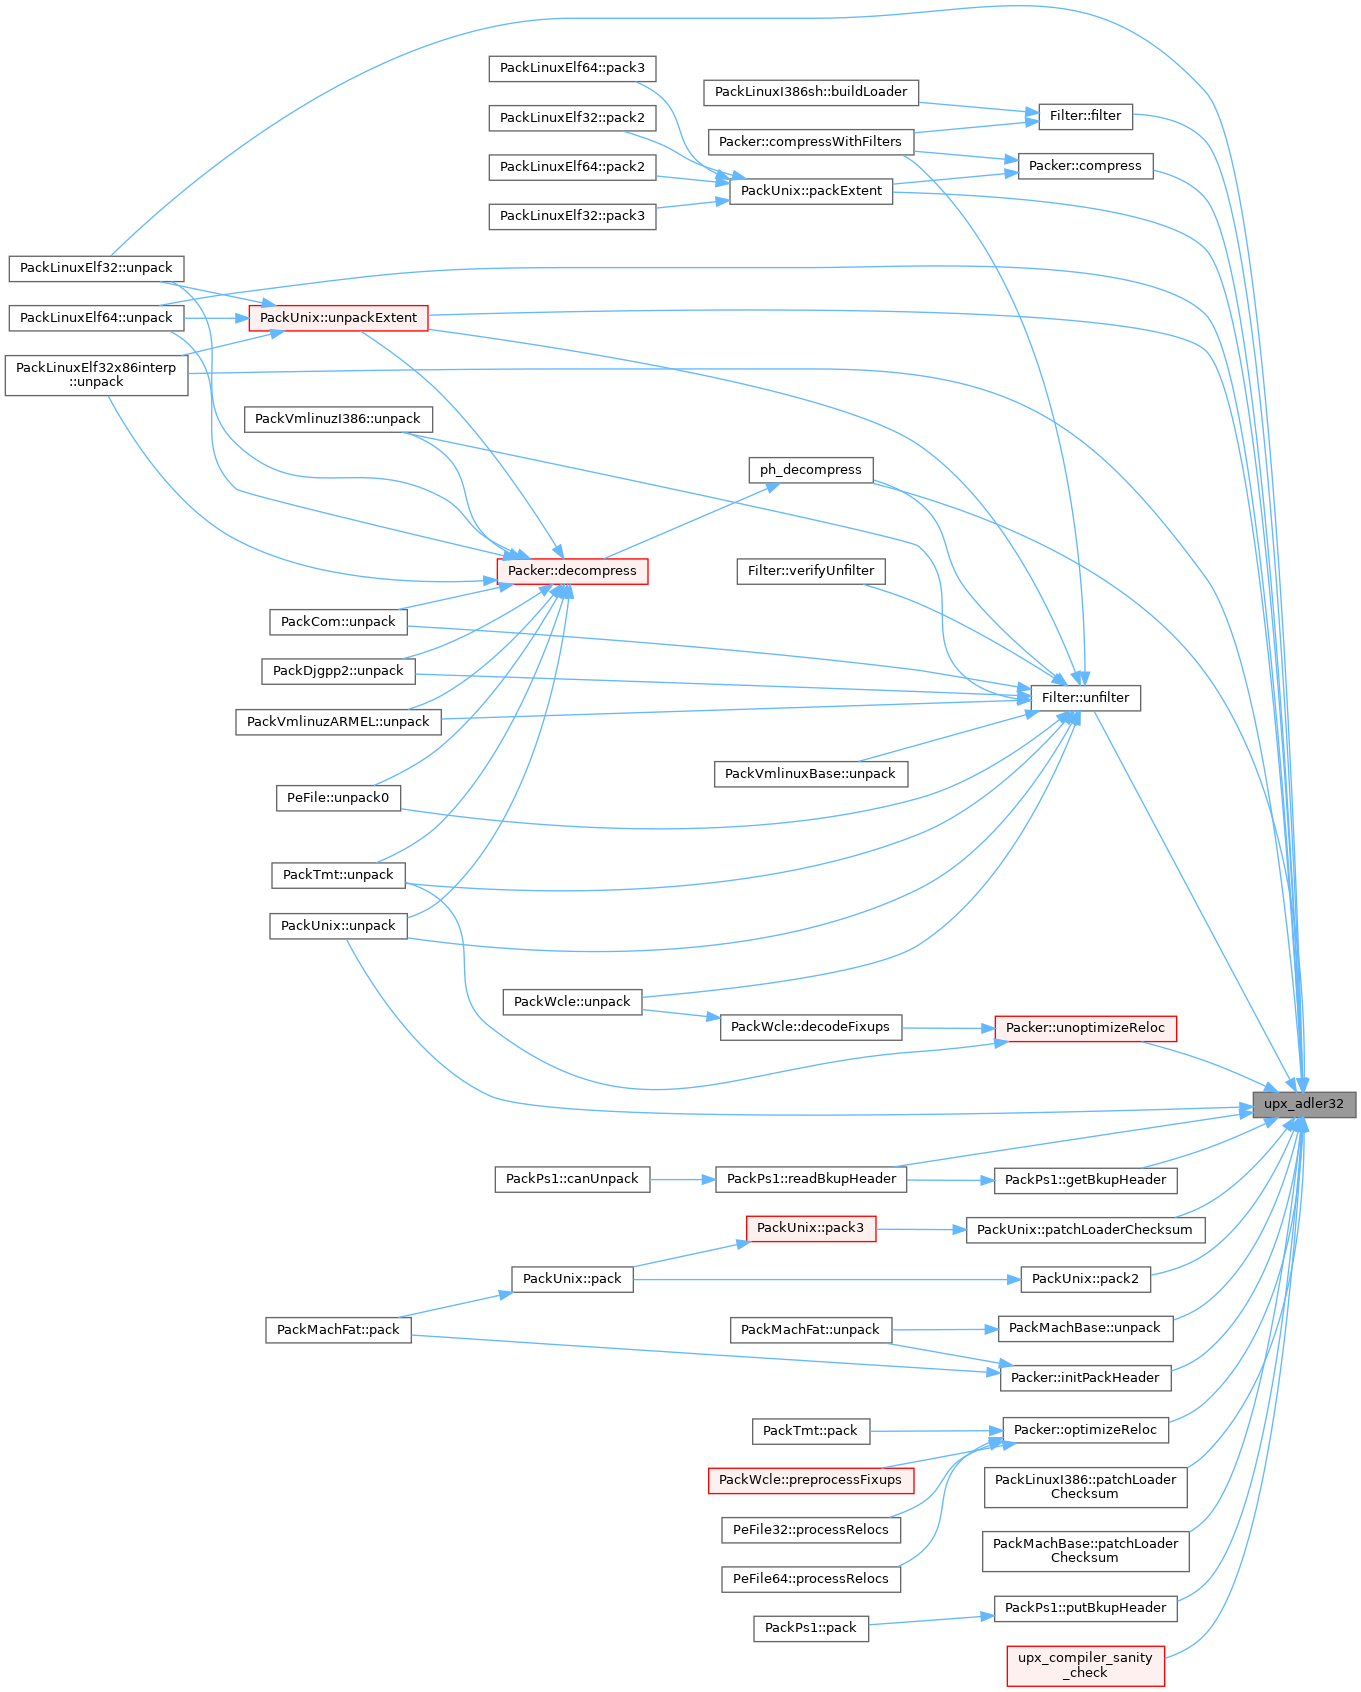 PackLinuxElf64::pack3
PackLinuxI386sh::buildLoader
Filter::filter
PackLinuxElf32::pack2
Packer::compressWithFilters
PackLinuxElf64::pack2
Packer::compress
PackUnix::packExtent
PackLinuxElf32::pack3
PackLinuxElf32::unpack
PackLinuxElf64::unpack
PackUnix::unpackExtent
PackLinuxElf32x86interp
::unpack
PackVmlinuzI386::unpack
ph_decompress
Packer::decompress
Filter::verifyUnfilter
PackCom::unpack
PackDjgpp2::unpack
Filter::unfilter
PackVmlinuzARMEL::unpack
PackVmlinuxBase::unpack
PeFile::unpack0
PackTmt::unpack
PackUnix::unpack
PackWcle::unpack
PackWcle::decodeFixups
Packer::unoptimizeReloc
upx_adler32
PackPs1::canUnpack
PackPs1::readBkupHeader
PackPs1::getBkupHeader
PackUnix::pack3
PackUnix::patchLoaderChecksum
PackUnix::pack
PackUnix::pack2
PackMachFat::pack
PackMachFat::unpack
PackMachBase::unpack
Packer::initPackHeader
PackTmt::pack
Packer::optimizeReloc
PackWcle::preprocessFixups
PackLinuxI386::patchLoader
Checksum
PeFile32::processRelocs
PackMachBase::patchLoader
Checksum
PeFile64::processRelocs
PackPs1::putBkupHeader
PackPs1::pack
upx_compiler_sanity
_check